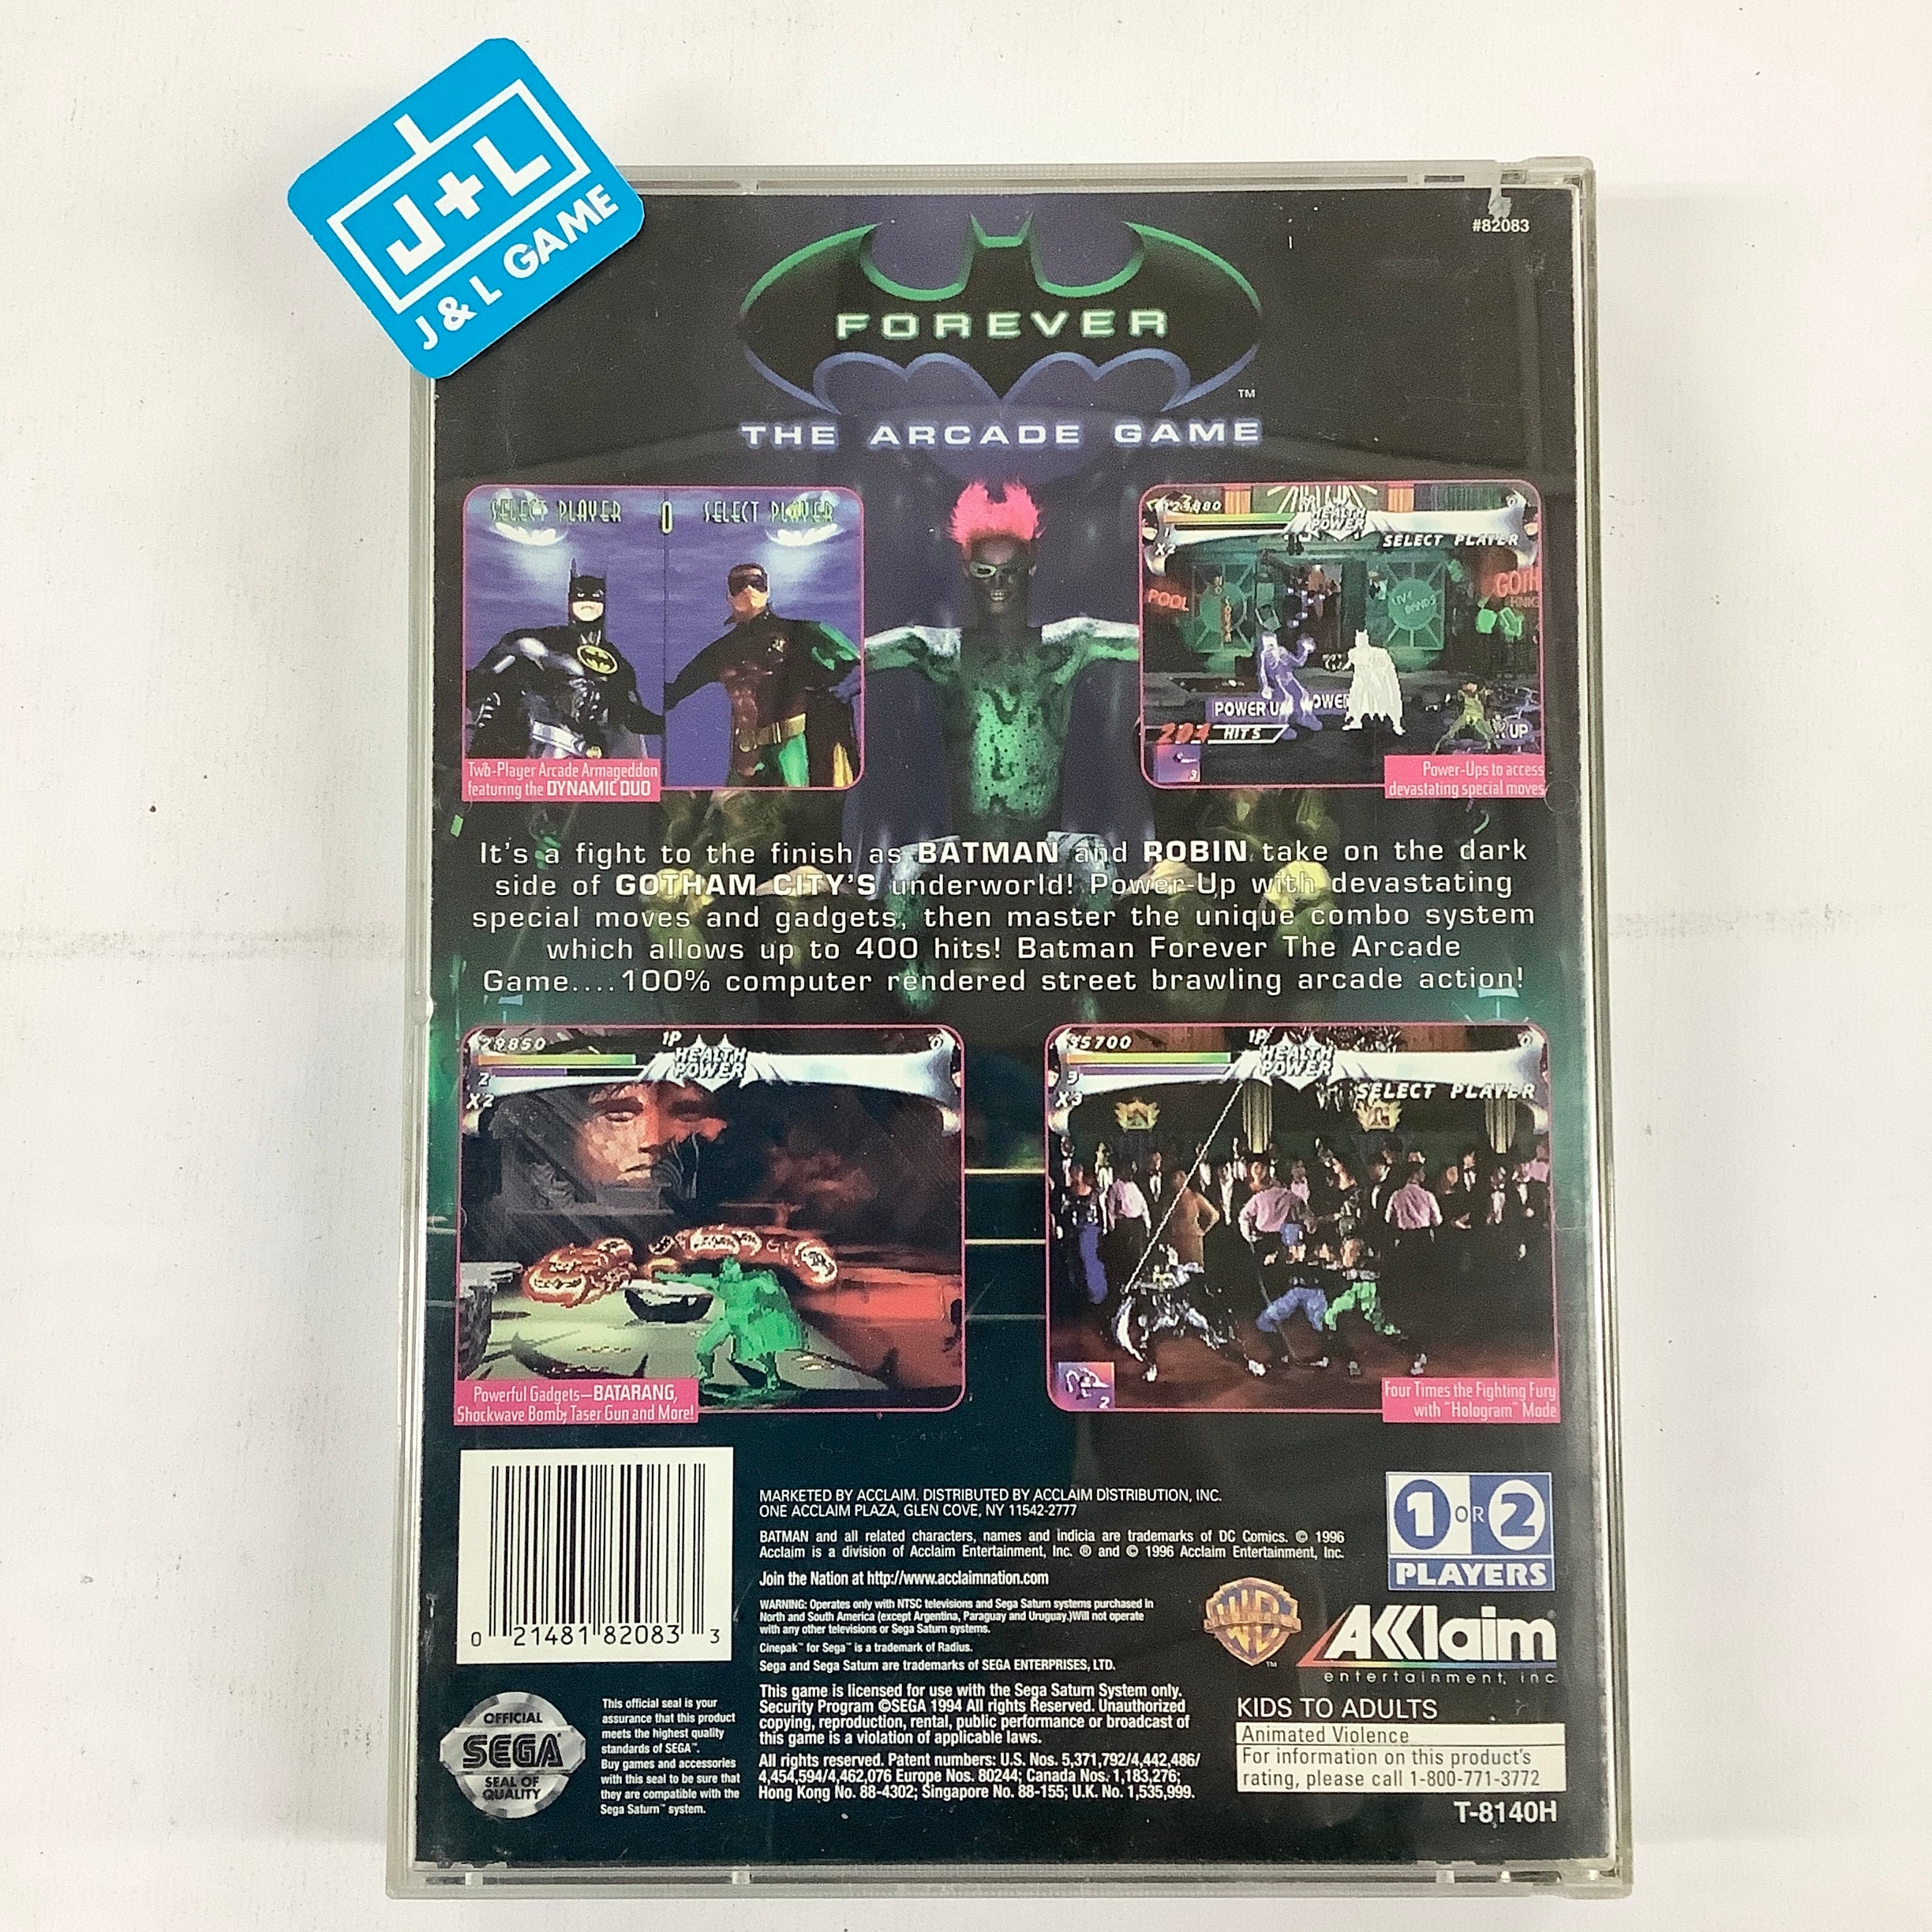 J+L
J & L GAME
#82083
FOREVER
™
THE ARCADE GAME
SELECT PLAYER 0 SELECT PLAYER
Two-Player Arcade Armageddon
featuring the DYNAMIC DUO
HEALTH
POWER
SELECT PLAYER
X2
POOL
LIVE
BANDS
GOTH
POWER U
POWER
UP
204 HITS
3
Power-Ups to access
devastating special moves
It's a fight to the finish as BATMAN and ROBIN take on the dark
side of GOTHAM CITY'S underworld! Power-Up with devastating
special moves and gadgets, then master the unique combo system
which allows up to 400 hits! Batman Forever The Arcade
Game....100% computer rendered street brawling arcade action!
29850 1P 0
HEALTH
POWER
2
X2
Powerful Gadgets—BATARANG,
Shockwave Bomb, Taser Gun and More!
35700 1P 0
HEALTH
POWER
3
X3
SELECT PLAYER
2
Four Times the Fighting Fury
with "Hologram" Mode
0 21481 82083 3
MARKETED BY ACCLAIM. DISTRIBUTED BY ACCLAIM DISTRIBUTION, INC.
ONE ACCLAIM PLAZA, GLEN COVE, NY 11542-2777
BATMAN and all related characters, names and indicia are trademarks of DC Comics. © 1996
Acclaim is a division of Acclaim Entertainment, Inc. ® and © 1996 Acclaim Entertainment, Inc.
Join the Nation at http://www.acclaimnation.com
WARNING: Operates only with NTSC televisions and Sega Saturn systems purchased in
North and South America (except Argentina, Paraguay and Uruguay.)Will not operate
with any other televisions or Sega Saturn systems.
Cinepak™ for Sega™ is a trademark of Radius.
Sega and Sega Saturn are trademarks of SEGA ENTERPRISES, LTD.
This game is licensed for use with the Sega Saturn System only.
Security Program ©SEGA 1994 All rights Reserved. Unauthorized
copying, reproduction, rental, public performance or broadcast of
this game is a violation of applicable laws.
All rights reserved. Patent numbers: U.S. Nos. 5,371,792/4,442,486/
4,454,594/4,462,076 Europe Nos. 80244; Canada Nos. 1,183,276;
Hong Kong No. 88-4302; Singapore No. 88-155; U.K. No. 1,535,999.
1 OR 2
PLAYERS
WB
™
AKKlaim
entertainment, inc.
OFFICIAL
SEGA
SEAL OF
QUALITY
This official seal is your
assurance that this product
meets the highest quality
standards of SEGA™.
Buy games and accessories
with this seal to be sure that
they are compatible with the
Sega Saturn™ system.
KIDS TO ADULTS
Animated Violence
For information on this product's
rating, please call 1-800-771-3772
T-8140H